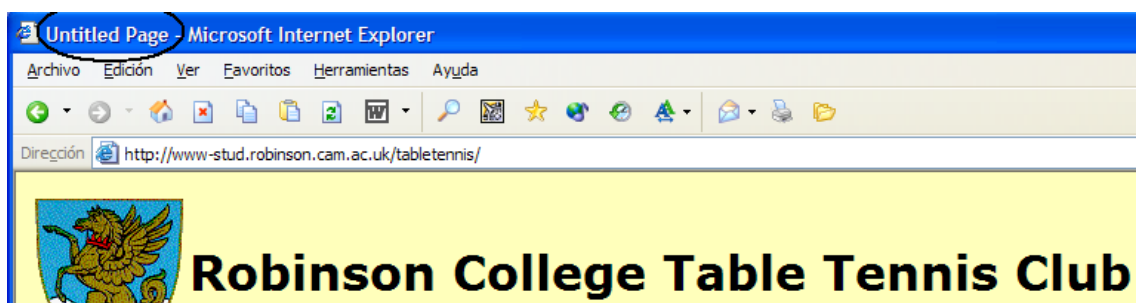 Untitled Page - Microsoft Internet Explorer
Archivo Edición Ver Favoritos Herramientas Ayuda
Dirección http://www-stud.robinson.cam.ac.uk/tabletennis/
Robinson College Table Tennis Club